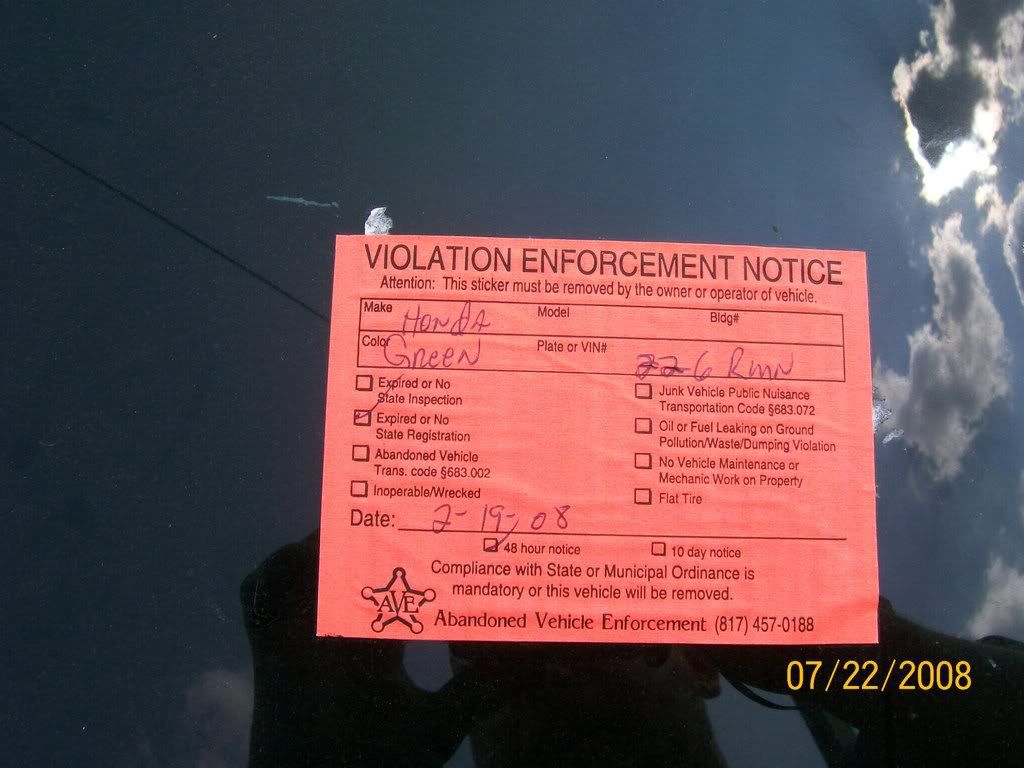 VIOLATION ENFORCEMENT NOTICE
Attention: This sticker must be removed by the owner or operator of vehicle.
Make Honda Model Bldg#
Color Green Plate or VIN# 226 RMN
Expired or No
State Inspection
Expired or No
State Registration
Abandoned Vehicle
Trans. code §683.002
Inoperable/Wrecked
Junk Vehicle Public Nuisance
Transportation Code §683.072
Oil or Fuel Leaking on Ground
Pollution/Waste/Dumping Violation
No Vehicle Maintenance or
Mechanic Work on Property
Flat Tire
Date: 2-19-08
48 hour notice 10 day notice
Compliance with State or Municipal Ordinance is
mandatory or this vehicle will be removed.
AVE Abandoned Vehicle Enforcement (817) 457-0188
07/22/2008